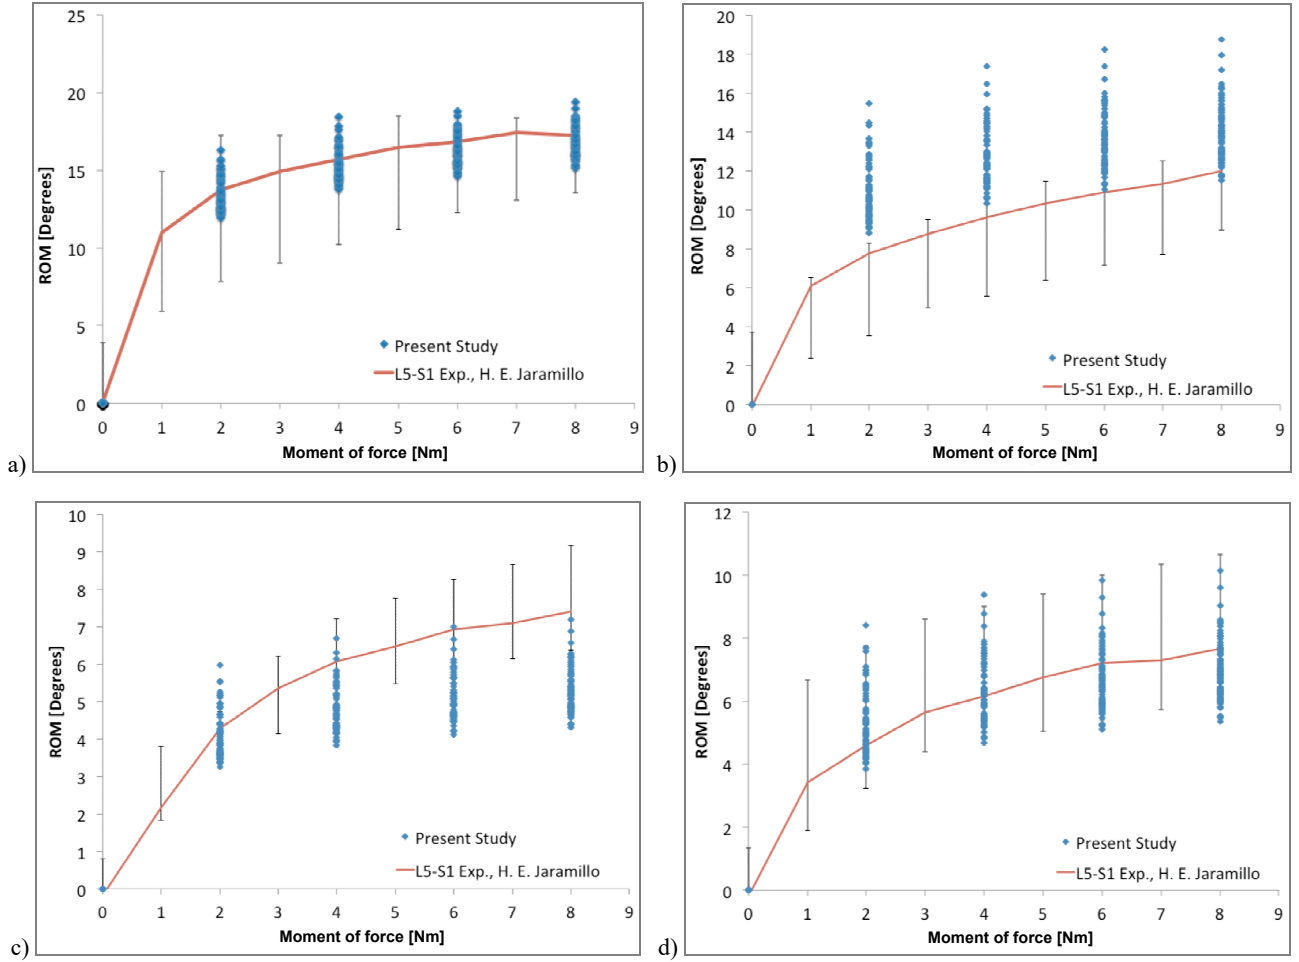 25
20
15
10
5
0
ROM [Degrees]
Present Study
L5-S1 Exp., H. E. Jaramillo
0 1 2 3 4 5 6 7 8 9
Moment of force [Nm]
a)
20
18
16
14
12
10
8
6
4
2
0
ROM [Degrees]
Present Study
L5-S1 Exp., H. E. Jaramillo
0 1 2 3 4 5 6 7 8 9
Moment of force [Nm]
b)
10
9
8
7
6
5
4
3
2
1
0
ROM [Degrees]
Present Study
L5-S1 Exp., H. E. Jaramillo
0 1 2 3 4 5 6 7 8 9
Moment of force [Nm]
c)
12
10
8
6
4
2
0
ROM [Degrees]
Present Study
L5-S1 Exp., H. E. Jaramillo
0 1 2 3 4 5 6 7 8 9
Moment of force [Nm]
d)